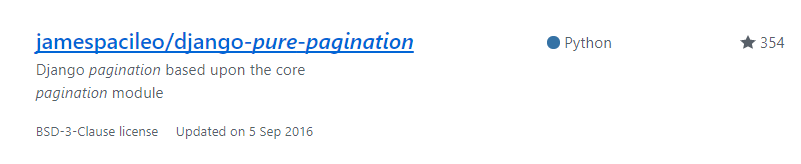 jamespacileo/django-pure-pagination Python 354
Django pagination based upon the core
pagination module
BSD-3-Clause license Updated on 5 Sep 2016